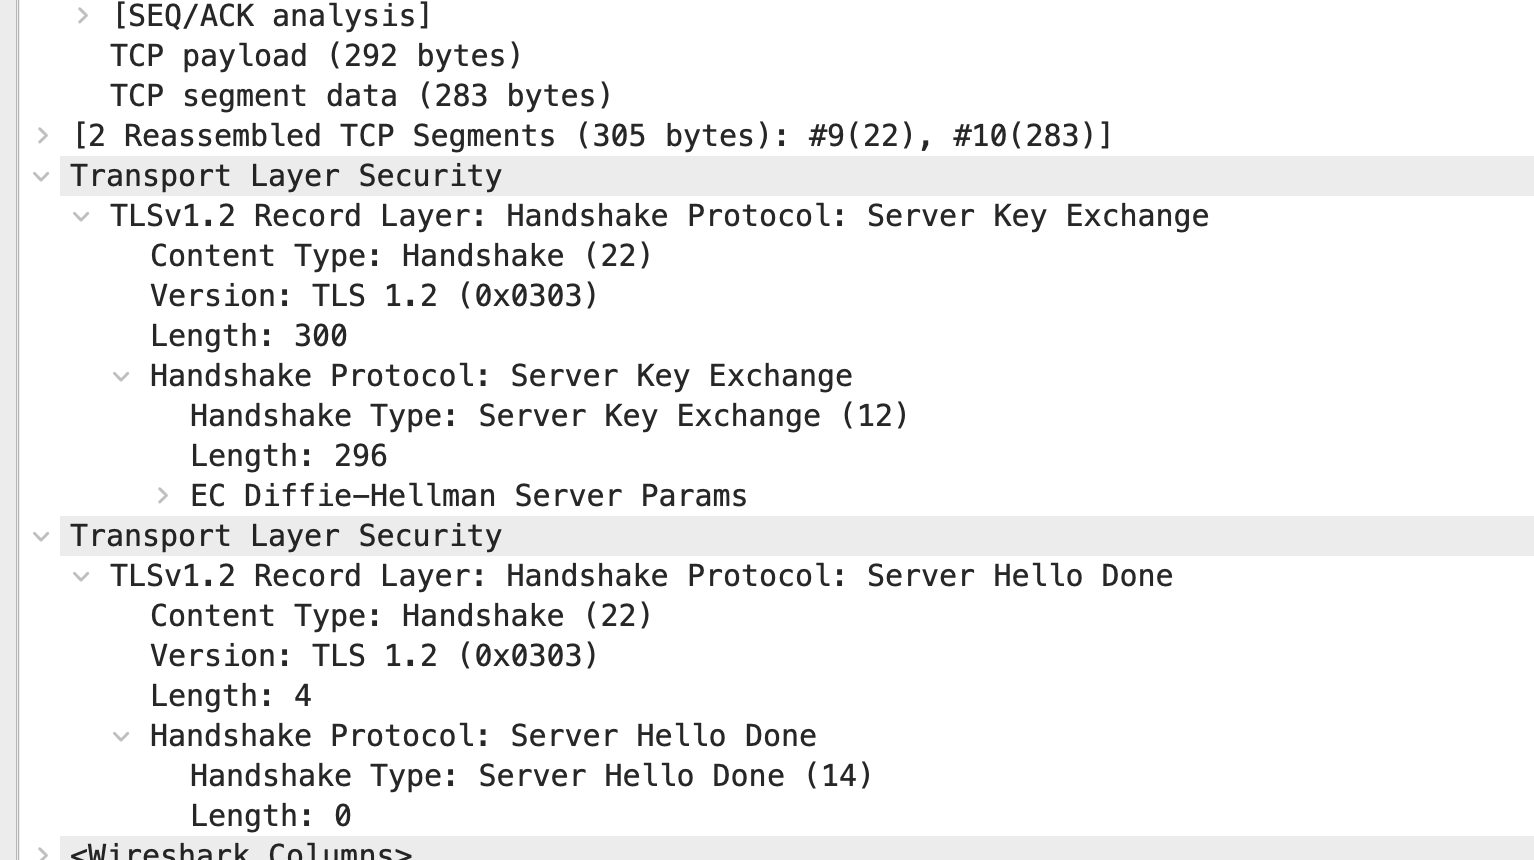 [SEQ/ACK analysis]
TCP payload (292 bytes)
TCP segment data (283 bytes)
[2 Reassembled TCP Segments (305 bytes): #9(22), #10(283)]
Transport Layer Security
TLSv1.2 Record Layer: Handshake Protocol: Server Key Exchange
Content Type: Handshake (22)
Version: TLS 1.2 (0x0303)
Length: 300
Handshake Protocol: Server Key Exchange
Handshake Type: Server Key Exchange (12)
Length: 296
EC Diffie–Hellman Server Params
Transport Layer Security
TLSv1.2 Record Layer: Handshake Protocol: Server Hello Done
Content Type: Handshake (22)
Version: TLS 1.2 (0x0303)
Length: 4
Handshake Protocol: Server Hello Done
Handshake Type: Server Hello Done (14)
Length: 0
<Wireshark Columns>